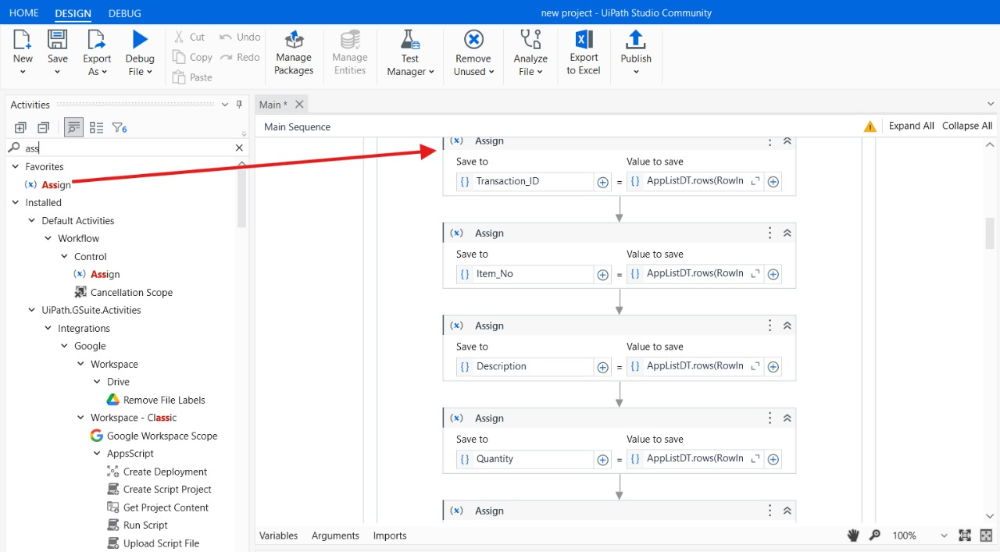 HOME DESIGN DEBUG
new project - UiPath Studio Community
New
Save
Export As
Debug File
Cut
Copy
Paste
Undo
Redo
Manage Packages
Manage Entities
Test Manager
Remove Unused
Analyze File
Export to Excel
Publish
Activities
6
ass
Favorites
(x) Assign
Installed
Default Activities
Workflow
Control
(x) Assign
Cancellation Scope
UiPath.GSuite.Activities
Integrations
Google
Workspace
Drive
Remove File Labels
Workspace - Classic
Google Workspace Scope
AppsScript
Create Deployment
Create Script Project
Get Project Content
Run Script
Upload Script File
Main *
Main Sequence
Expand All Collapse All
(x) Assign
Save to Value to save
{} Transaction_ID = {} AppListDT.rows(RowIn
(x) Assign
Save to Value to save
{} Item_No = {} AppListDT.rows(RowIn
(x) Assign
Save to Value to save
{} Description = {} AppListDT.rows(RowIn
(x) Assign
Save to Value to save
{} Quantity = {} AppListDT.rows(RowIn
(x) Assign
Variables Arguments Imports
100%